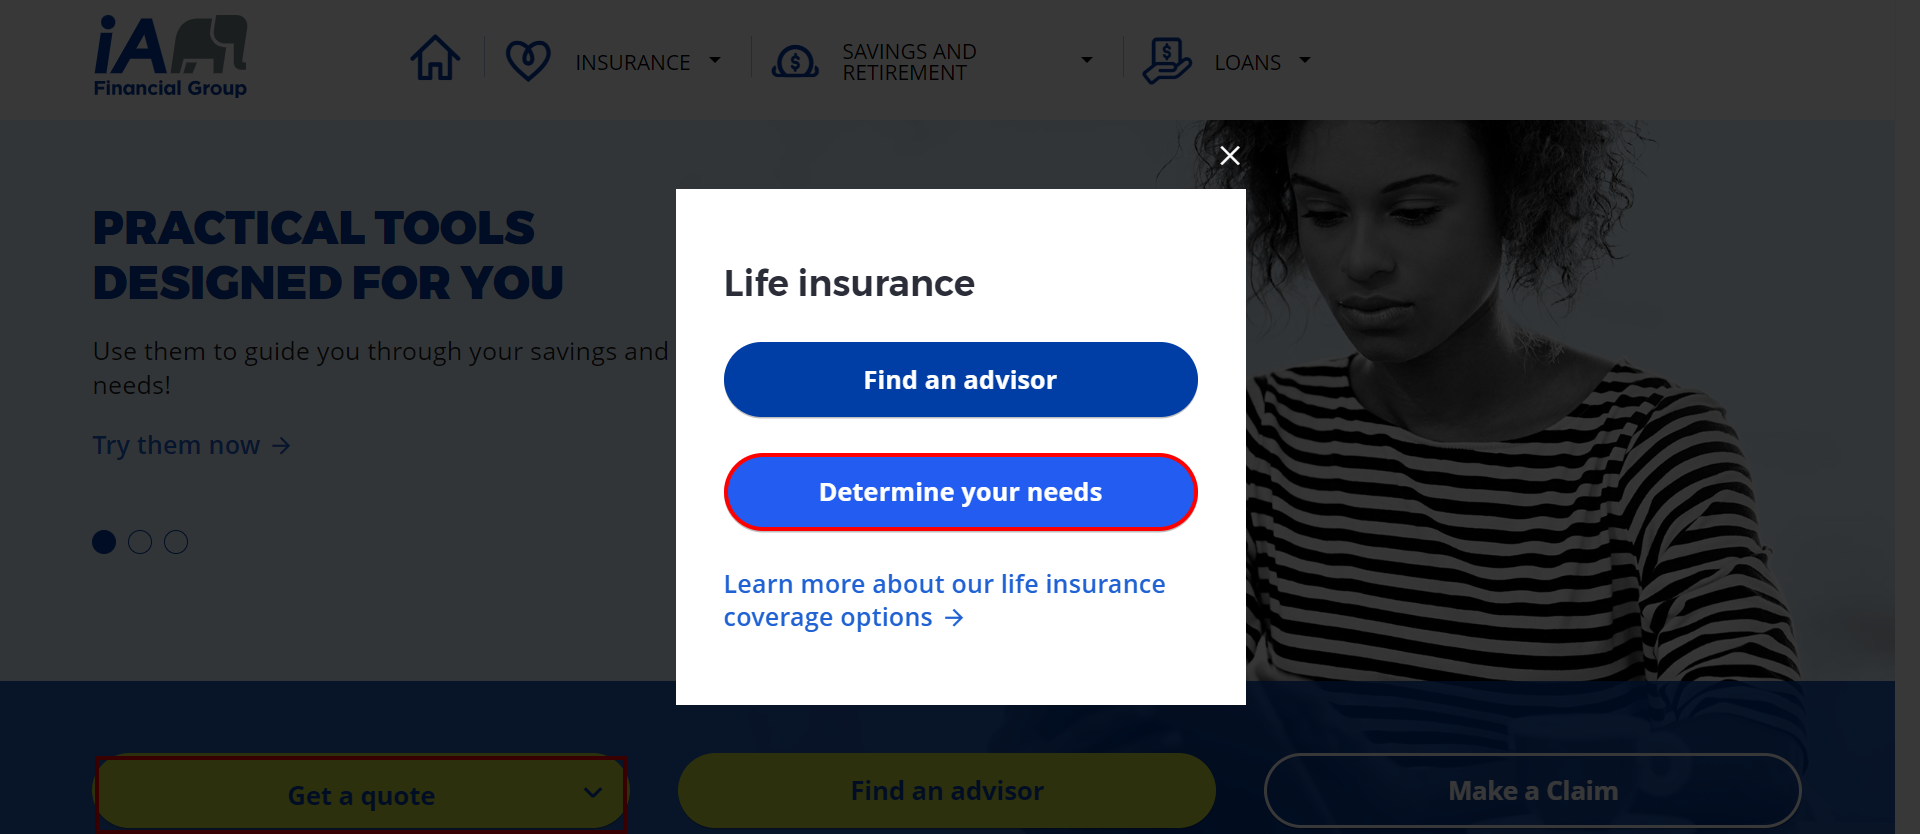 iA
Financial Group
INSURANCE
SAVINGS AND
RETIREMENT
LOANS
PRACTICAL TOOLS
DESIGNED FOR YOU
Use them to guide you through your savings and
needs!
Try them now →
Life insurance
Find an advisor
Determine your needs
Learn more about our life insurance
coverage options →
Get a quote
Find an advisor
Make a Claim